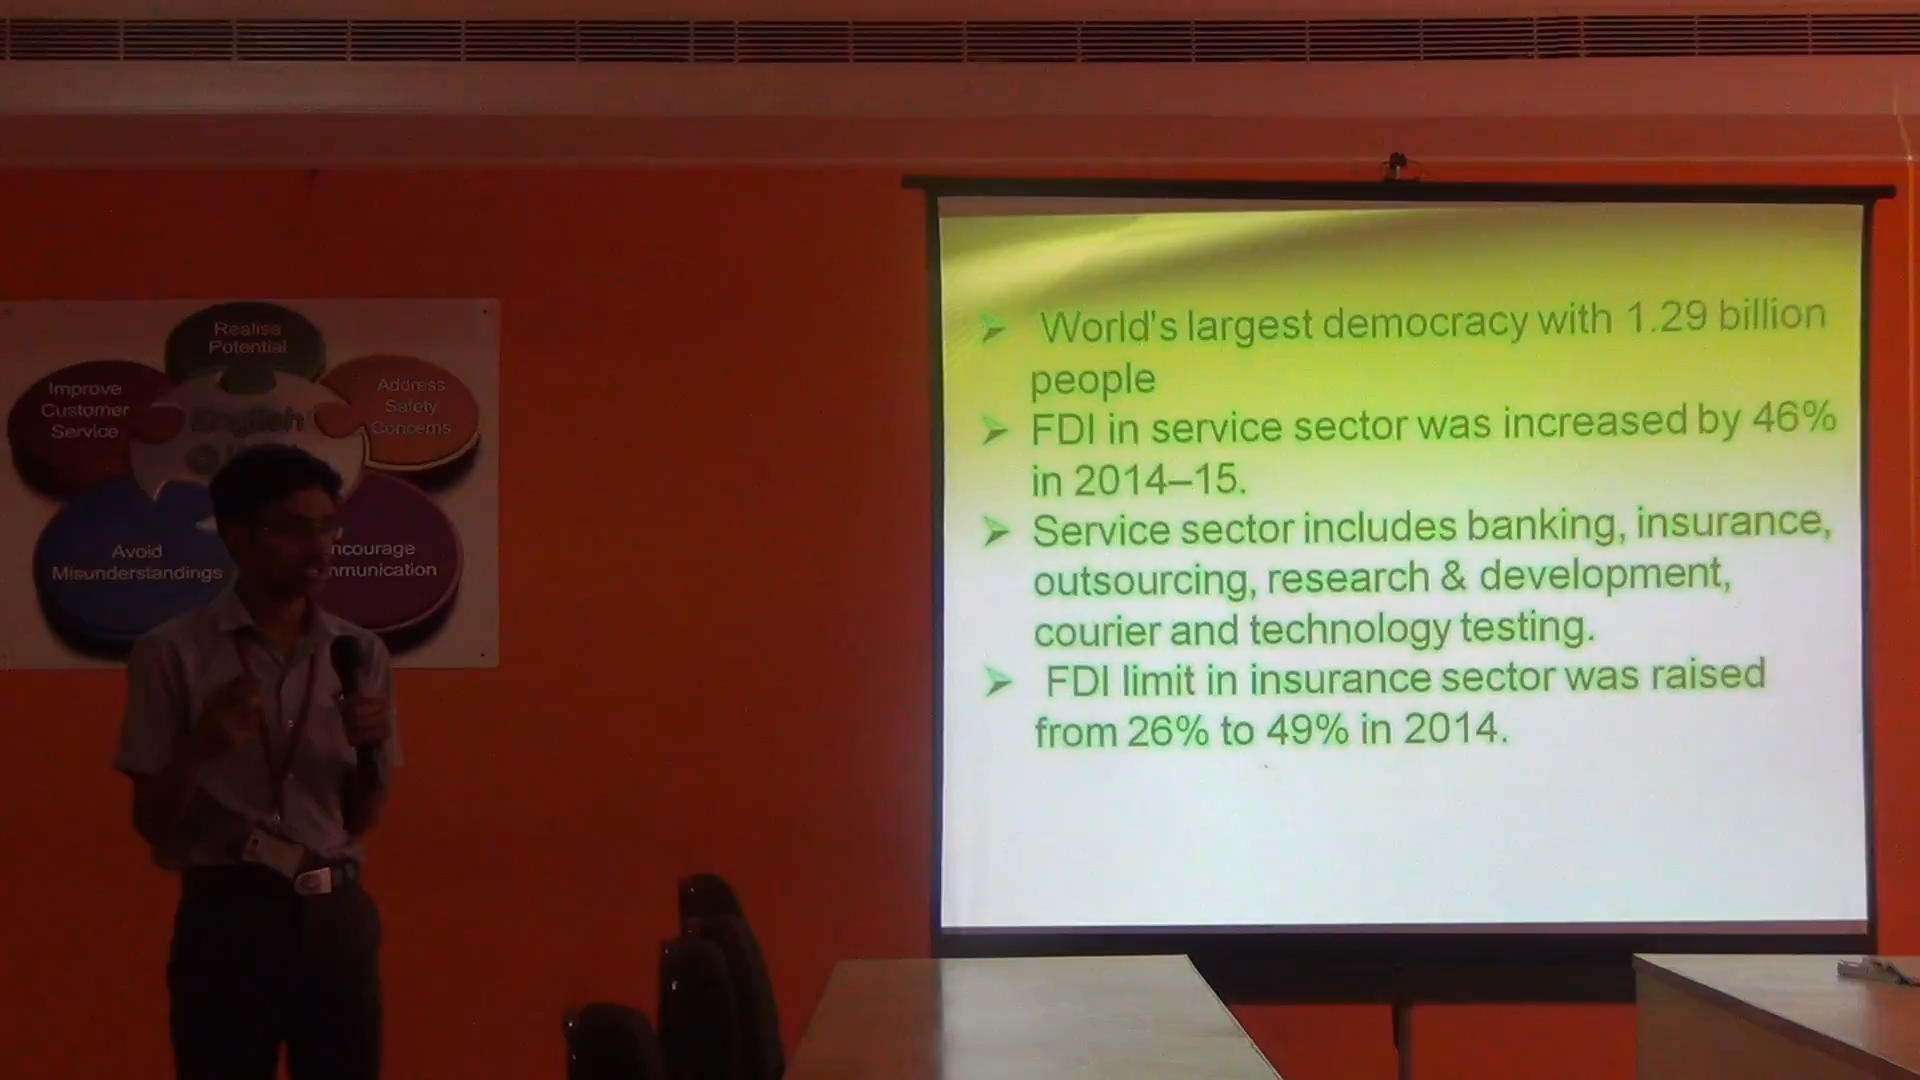 Realise
Potential
Improve
Customer
Service
Address
Safety
Concerns
English
Avoid
Misunderstandings
ncourage
mmunication
World's largest democracy with 1.29 billion
people
FDI in service sector was increased by 46%
in 2014–15.
Service sector includes banking, insurance,
outsourcing, research & development,
courier and technology testing.
FDI limit in insurance sector was raised
from 26% to 49% in 2014.